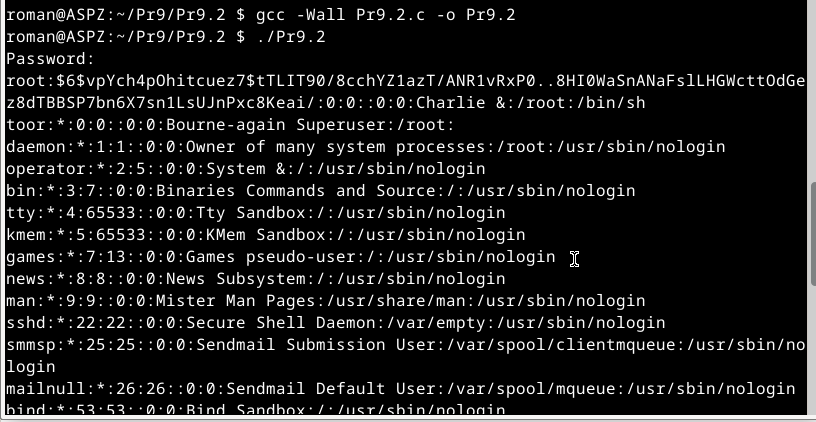 roman@ASPZ:~/Pr9/Pr9.2 $ gcc -Wall Pr9.2.c -o Pr9.2
roman@ASPZ:~/Pr9/Pr9.2 $ ./Pr9.2
Password:
root:$6$vpYch4pOhitcuez7$tTLIT90/8cchYZ1azT/ANR1vRxP0..8HI0WaSnANaFslLHGWcttOdGe
z8dTBBSP7bn6X7sn1LsUJnPxc8Keai/:0:0::0:0:Charlie &:/root:/bin/sh
toor:*:0:0::0:0:Bourne-again Superuser:/root:
daemon:*:1:1::0:0:Owner of many system processes:/root:/usr/sbin/nologin
operator:*:2:5::0:0:System &:/:/usr/sbin/nologin
bin:*:3:7::0:0:Binaries Commands and Source:/:/usr/sbin/nologin
tty:*:4:65533::0:0:Tty Sandbox:/:/usr/sbin/nologin
kmem:*:5:65533::0:0:KMem Sandbox:/:/usr/sbin/nologin
games:*:7:13::0:0:Games pseudo-user:/:/usr/sbin/nologin
news:*:8:8::0:0:News Subsystem:/:/usr/sbin/nologin
man:*:9:9::0:0:Mister Man Pages:/usr/share/man:/usr/sbin/nologin
sshd:*:22:22::0:0:Secure Shell Daemon:/var/empty:/usr/sbin/nologin
smmsp:*:25:25::0:0:Sendmail Submission User:/var/spool/clientmqueue:/usr/sbin/no
login
mailnull:*:26:26::0:0:Sendmail Default User:/var/spool/mqueue:/usr/sbin/nologin
bind:*:53:53::0:0:Bind Sandbox:/:/usr/sbin/nologin